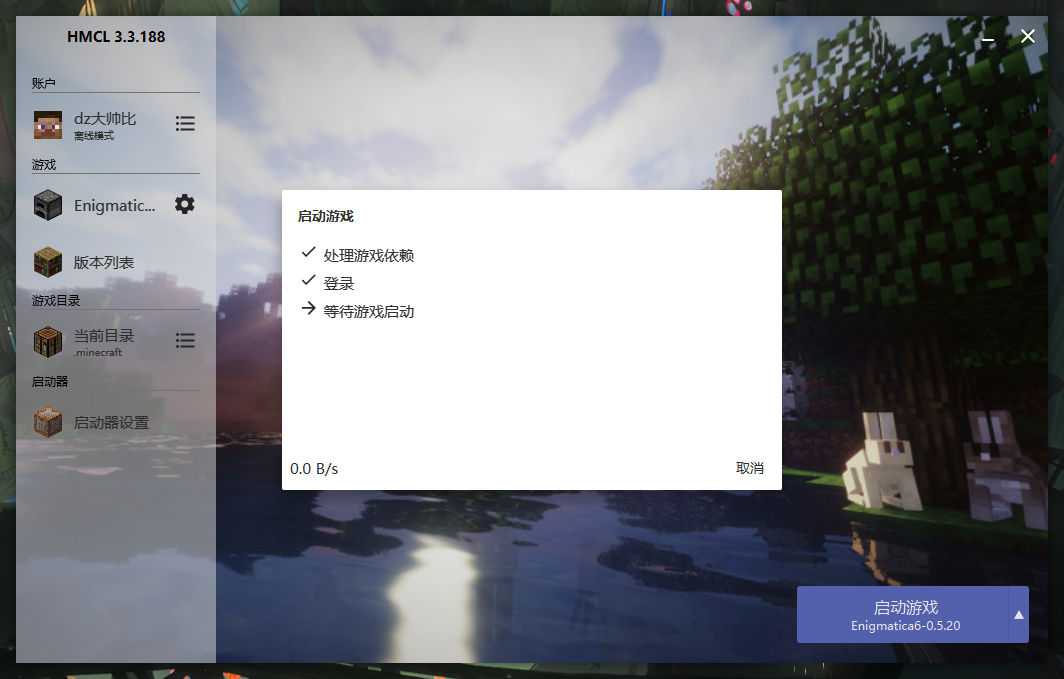 HMCL 3.3.188
账户
dz大帅比
离线模式
游戏
Enigmatic...
版本列表
游戏目录
当前目录
.minecraft
启动器
启动器设置
启动游戏
处理游戏依赖
登录
等待游戏启动
0.0 B/s
取消
启动游戏
Enigmatica6-0.5.20